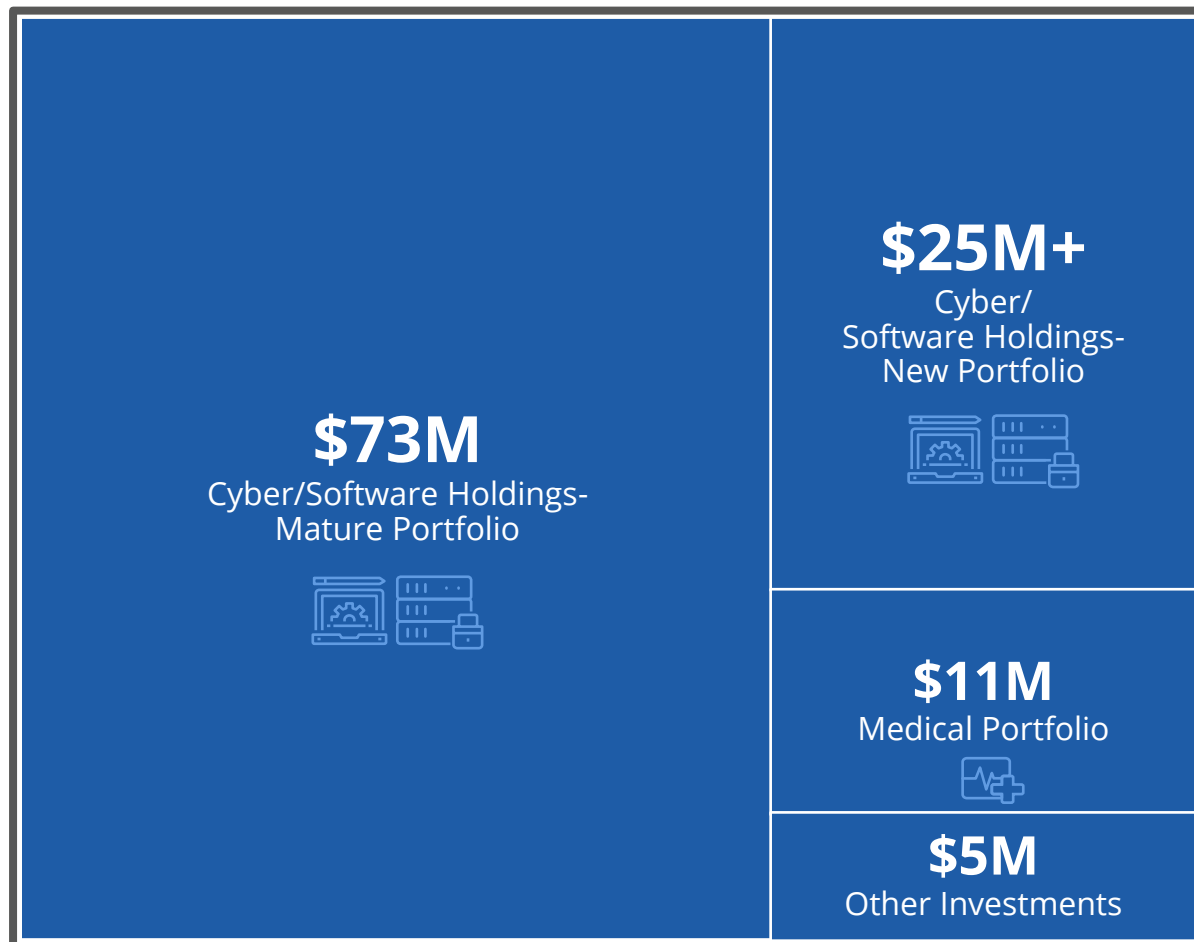 $73M
Cyber/Software Holdings-
Mature Portfolio
$25M+
Cyber/
Software Holdings-
New Portfolio
$11M
Medical Portfolio
$5M
Other Investments